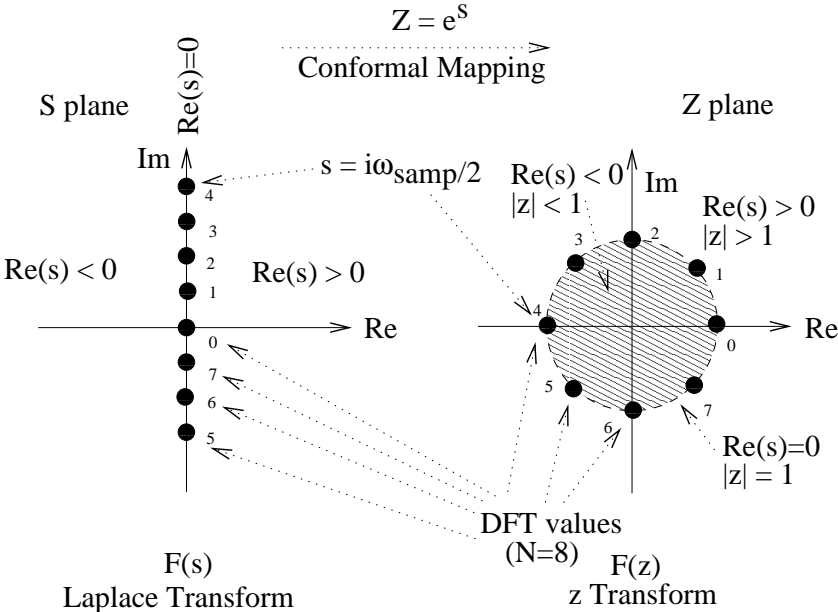 Z = e^s
Conformal Mapping
S plane
Re(s)=0
Z plane
Im
s = iω_samp/2
4
3
2
1
0
7
6
5
Re(s) < 0
Re(s) > 0
Re
Re(s) < 0
|z| < 1
Im
Re(s) > 0
|z| > 1
3
2
1
4
0
Re
5
6
7
Re(s)=0
|z| = 1
DFT values
(N=8)
F(s)
Laplace Transform
F(z)
z Transform